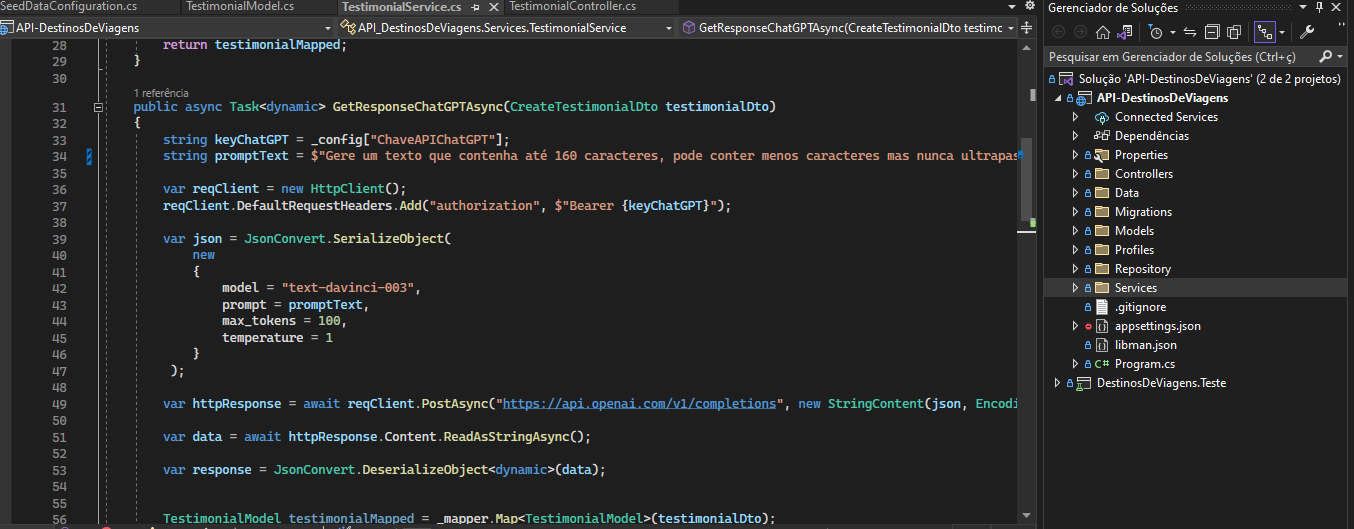 SeedDataConfiguration.cs TestimonialModel.cs TestimonialService.cs TestimonialController.cs
API-DestinosDeViagens API_DestinosDeViagens.Services.TestimonialService GetResponseChatGPTAsync(CreateTestimonialDto testimo
28 return testimonialMapped;
29 }
30
1 referência
31 public async Task<dynamic> GetResponseChatGPTAsync(CreateTestimonialDto testimonialDto)
32 {
33 string keyChatGPT = _config["ChaveAPIChatGPT"];
34 string promptText = $"Gere um texto que contenha até 160 caracteres, pode conter menos caracteres mas nunca ultrapas
35
36 var reqClient = new HttpClient();
37 reqClient.DefaultRequestHeaders.Add("authorization", $"Bearer {keyChatGPT}");
38
39 var json = JsonConvert.SerializeObject(
40 new
41 {
42 model = "text-davinci-003",
43 prompt = promptText,
44 max_tokens = 100,
45 temperature = 1
46 }
47 );
48
49 var httpResponse = await reqClient.PostAsync("https://api.openai.com/v1/completions", new StringContent(json, Encodi
50
51 var data = await httpResponse.Content.ReadAsStringAsync();
52
53 var response = JsonConvert.DeserializeObject<dynamic>(data);
54
55
56 TestimonialModel testimonialMapped = _mapper.Map<TestimonialModel>(testimonialDto);
Gerenciador de Soluções
Pesquisar em Gerenciador de Soluções (Ctrl+ç)
Solução 'API-DestinosDeViagens' (2 de 2 projetos)
API-DestinosDeViagens
Connected Services
Dependências
Properties
Controllers
Data
Migrations
Models
Profiles
Repository
Services
.gitignore
appsettings.json
libman.json
C# Program.cs
DestinosDeViagens.Teste